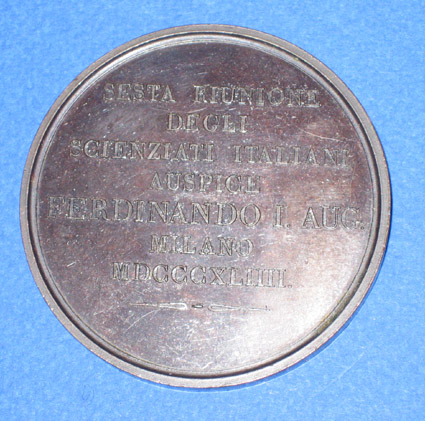 SESTA RIUNIONE
DEGLI
SCIENZIATI ITALIANI
AUSPICE
FERDINANDO I. AUG.
MILANO
MDCCCXLIIII.